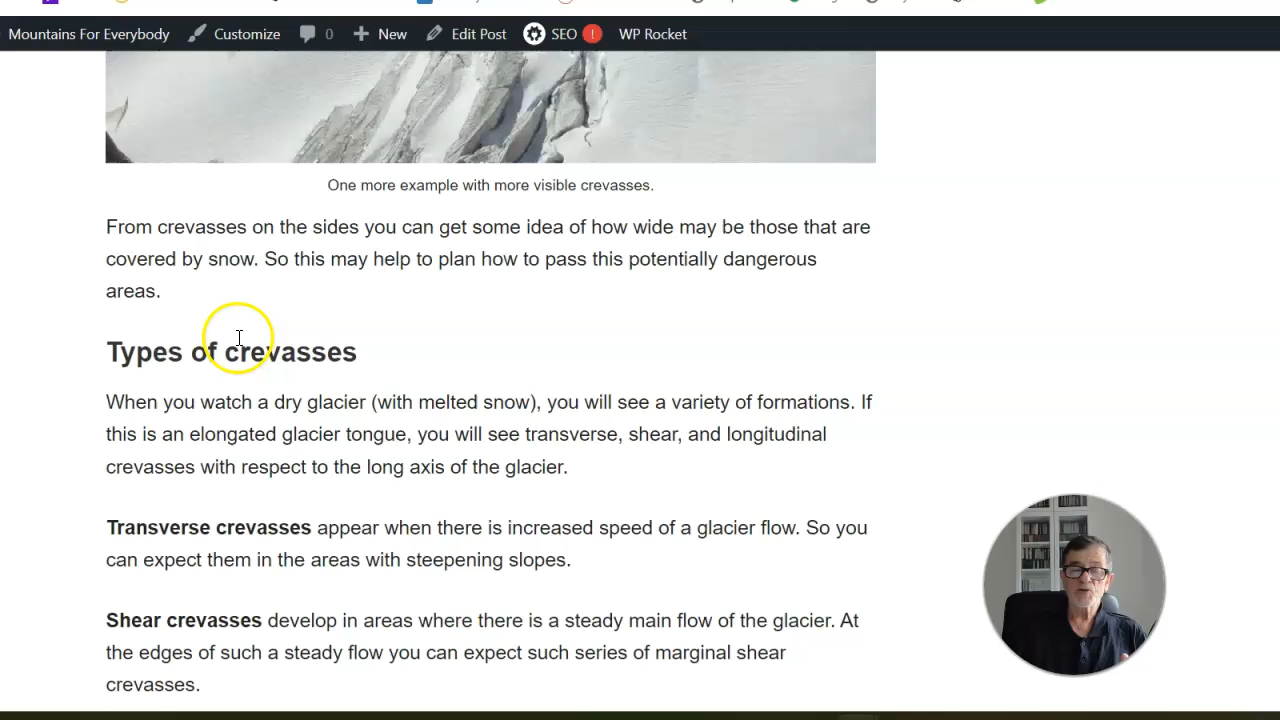 Mountains For Everybody Customize 0 New Edit Post SEO ! WP Rocket
One more example with more visible crevasses.
From crevasses on the sides you can get some idea of how wide may be those that are
covered by snow. So this may help to plan how to pass this potentially dangerous
areas.
Types of crevasses
When you watch a dry glacier (with melted snow), you will see a variety of formations. If
this is an elongated glacier tongue, you will see transverse, shear, and longitudinal
crevasses with respect to the long axis of the glacier.
Transverse crevasses appear when there is increased speed of a glacier flow. So you
can expect them in the areas with steepening slopes.
Shear crevasses develop in areas where there is a steady main flow of the glacier. At
the edges of such a steady flow you can expect such series of marginal shear
crevasses.